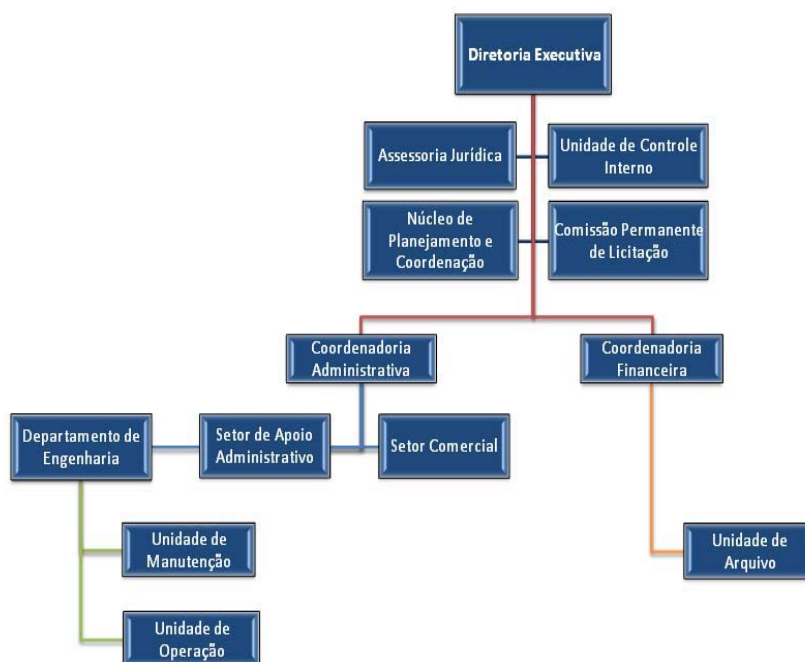 Diretoria Executiva
Assessoria Jurídica
Unidade de Controle
Interno
Núcleo de
Planejamento e
Coordenação
Comissão Permanente
de Licitação
Coordenadoria
Administrativa
Coordenadoria
Financeira
Departamento de
Engenharia
Setor de Apoio
Administrativo
Setor Comercial
Unidade de
Manutenção
Unidade de
Arquivo
Unidade de
Operação